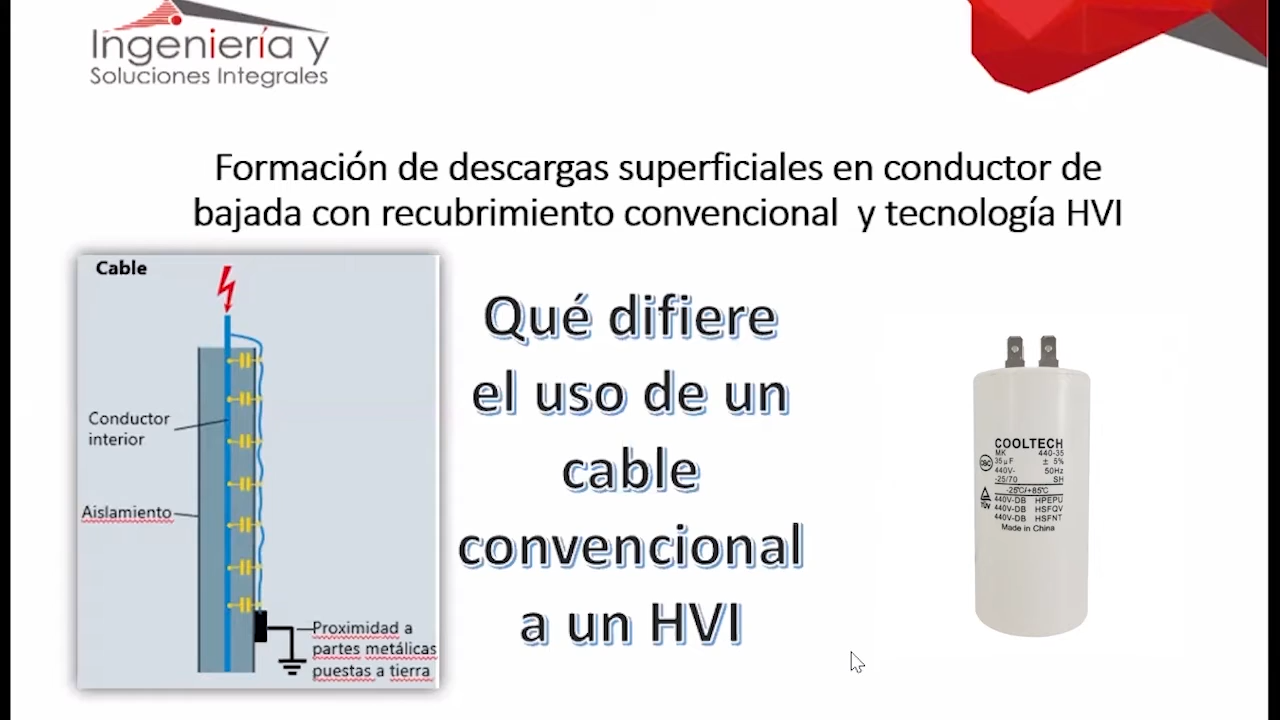 Ingeniería y
Soluciones Integrales
Formación de descargas superficiales en conductor de
bajada con recubrimiento convencional y tecnología HVI
Cable
Conductor
interior
Aislamiento
Proximidad a
partes metálicas
puestas a tierra
Qué difiere
el uso de un
cable
convencional
a un HVI
COOLTECH
MK 440-35
CQC 35μF ± 5%
440V- 50Hz
-25/70 SH
-25℃/+85℃
440V-DB HPEPU
440V-DB HSFQV
TÜV 440V-DB HSFNT
Made in China